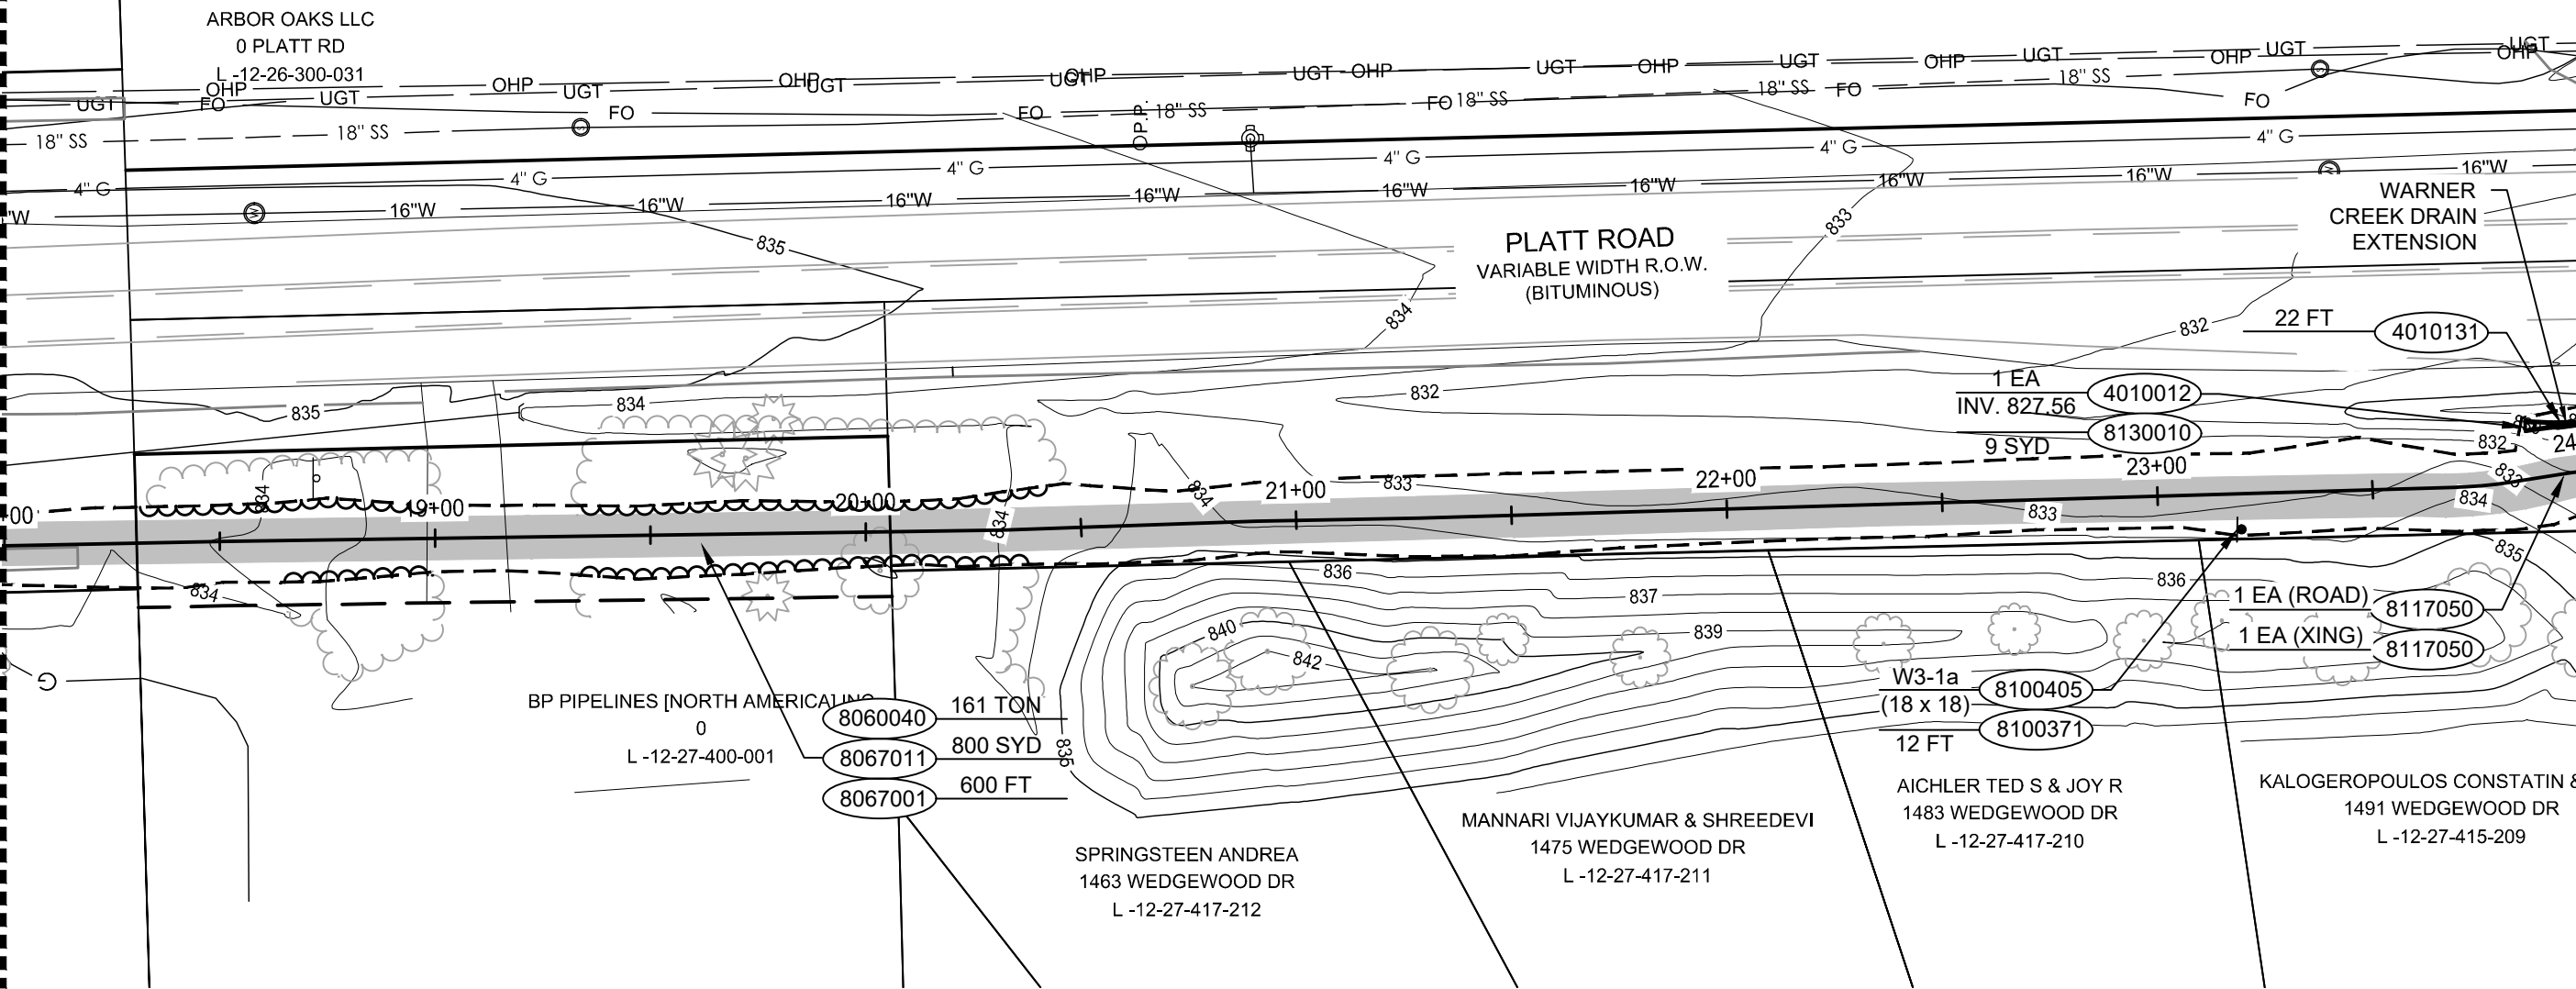 ARBOR OAKS LLC
0 PLATT RD
L -12-26-300-031
OHP OHP OHP OHP OHP OHP OHP OHP
UGT UGT UGT UGT UGT UGT UGT UGT UGT UGT UGT
FO FO FO FO FO FO
18" SS 18" SS 18" SS 18" SS 18" SS 18" SS
OP.P.
4" G 4" G 4" G 4" G 4" G 4" G
"W 16"W 16"W 16"W 16"W 16"W 16"W 16"W 16"W 16"W
WARNER
CREEK DRAIN
EXTENSION
PLATT ROAD
VARIABLE WIDTH R.O.W.
(BITUMINOUS)
835
834
833
832
22 FT 4010131
1 EA 4010012
INV. 827.56
8130010
9 SYD
835
834
832
832
833
834
834
834
833
833
834
834
835
+00 19+00 20+00 21+00 22+00 23+00 24
836
836
837
839
840
842
835
1 EA (ROAD) 8117050
1 EA (XING) 8117050
W3-1a 8100405
(18 x 18)
8100371
12 FT
G
BP PIPELINES [NORTH AMERICA] INC
0
L -12-27-400-001
8060040 161 TON
8067011 800 SYD
8067001 600 FT
SPRINGSTEEN ANDREA
1463 WEDGEWOOD DR
L -12-27-417-212
MANNARI VIJAYKUMAR & SHREEDEVI
1475 WEDGEWOOD DR
L -12-27-417-211
AICHLER TED S & JOY R
1483 WEDGEWOOD DR
L -12-27-417-210
KALOGEROPOULOS CONSTATIN &
1491 WEDGEWOOD DR
L -12-27-415-209